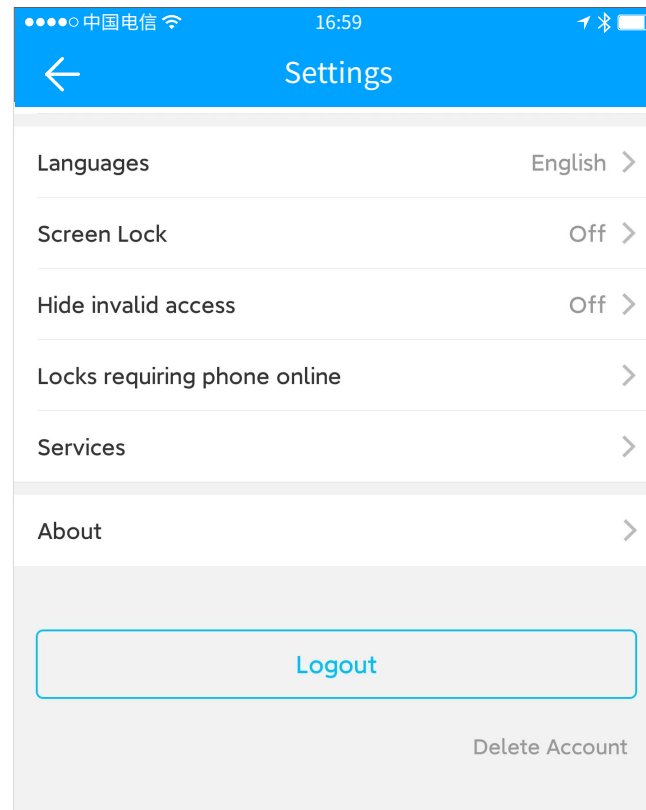 中国电信 16:59
Settings
Languages English
Screen Lock Off
Hide invalid access Off
Locks requiring phone online
Services
About
Logout
Delete Account